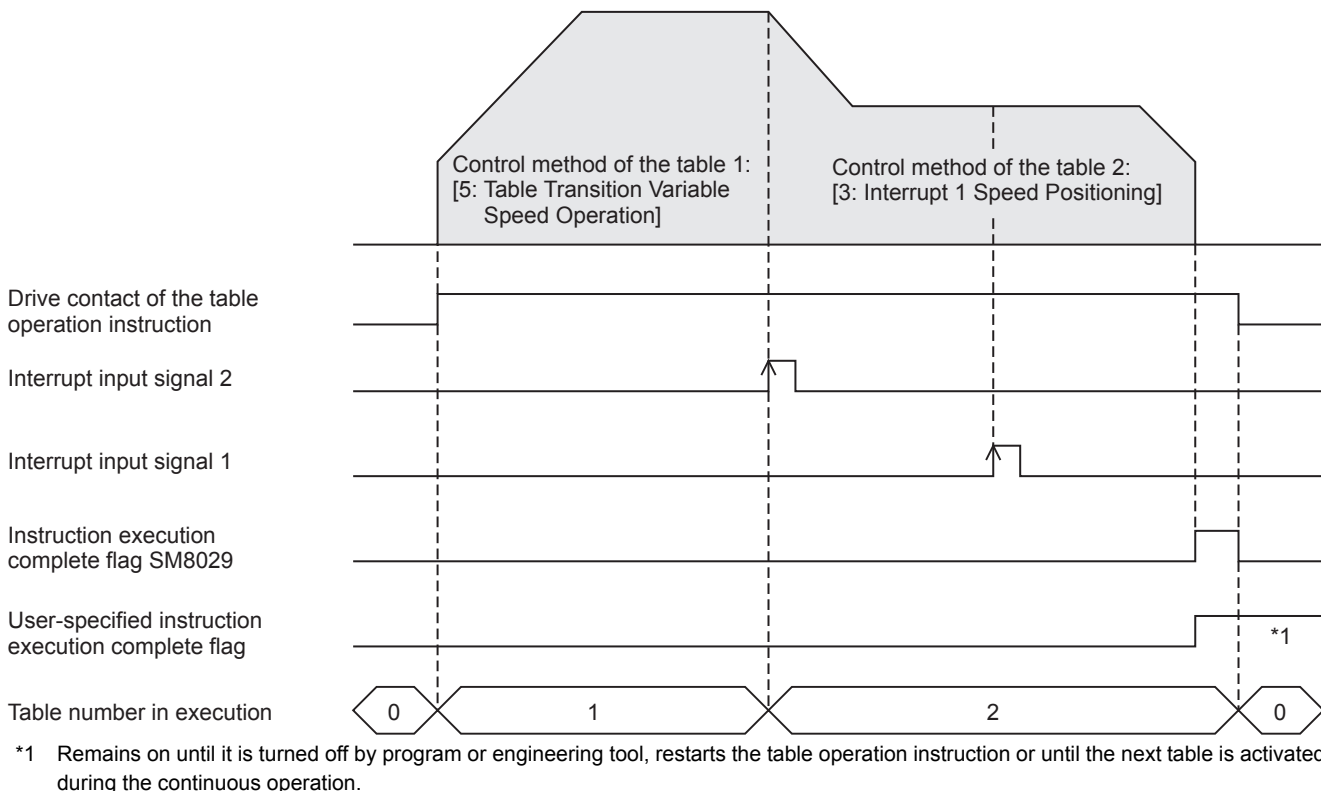 Control method of the table 1:
[5: Table Transition Variable
Speed Operation]
Control method of the table 2:
[3: Interrupt 1 Speed Positioning]
Drive contact of the table
operation instruction
Interrupt input signal 2
Interrupt input signal 1
Instruction execution
complete flag SM8029
User-specified instruction
execution complete flag
*1
Table number in execution
0
1
2
0
*1 Remains on until it is turned off by program or engineering tool, restarts the table operation instruction or until the next table is activated
during the continuous operation.